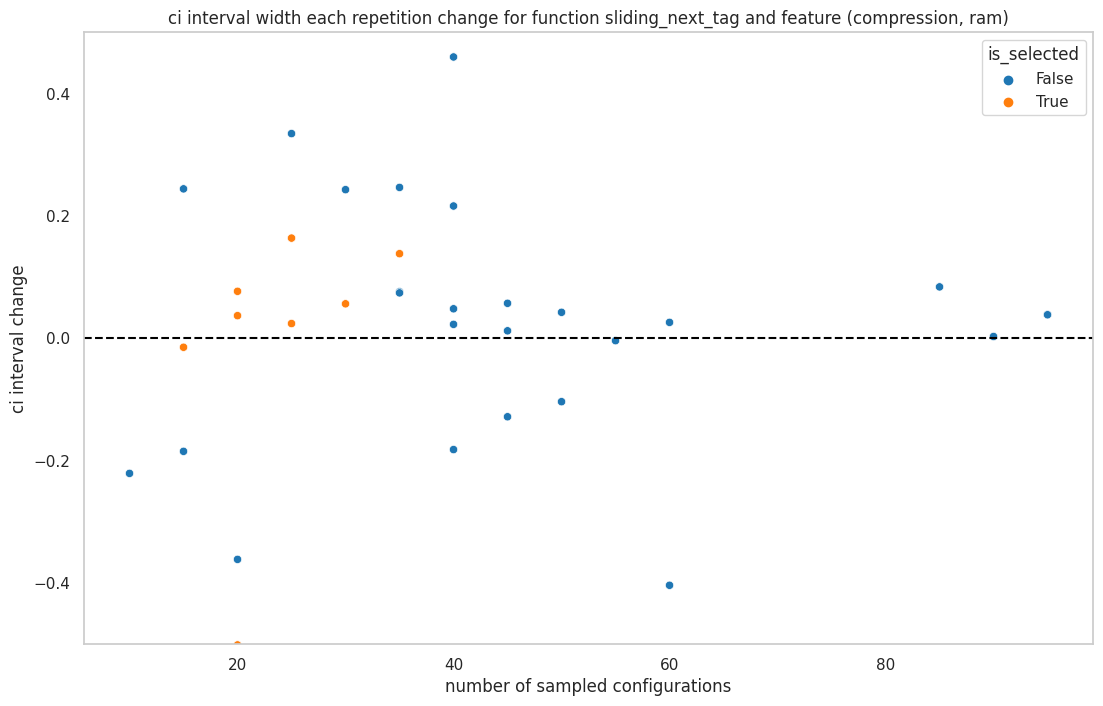 ci interval width each repetition change for function sliding_next_tag and feature (compression, ram)
is_selected
False
True
0.4
0.2
0.0
−0.2
−0.4
ci interval change
20 40 60 80
number of sampled configurations